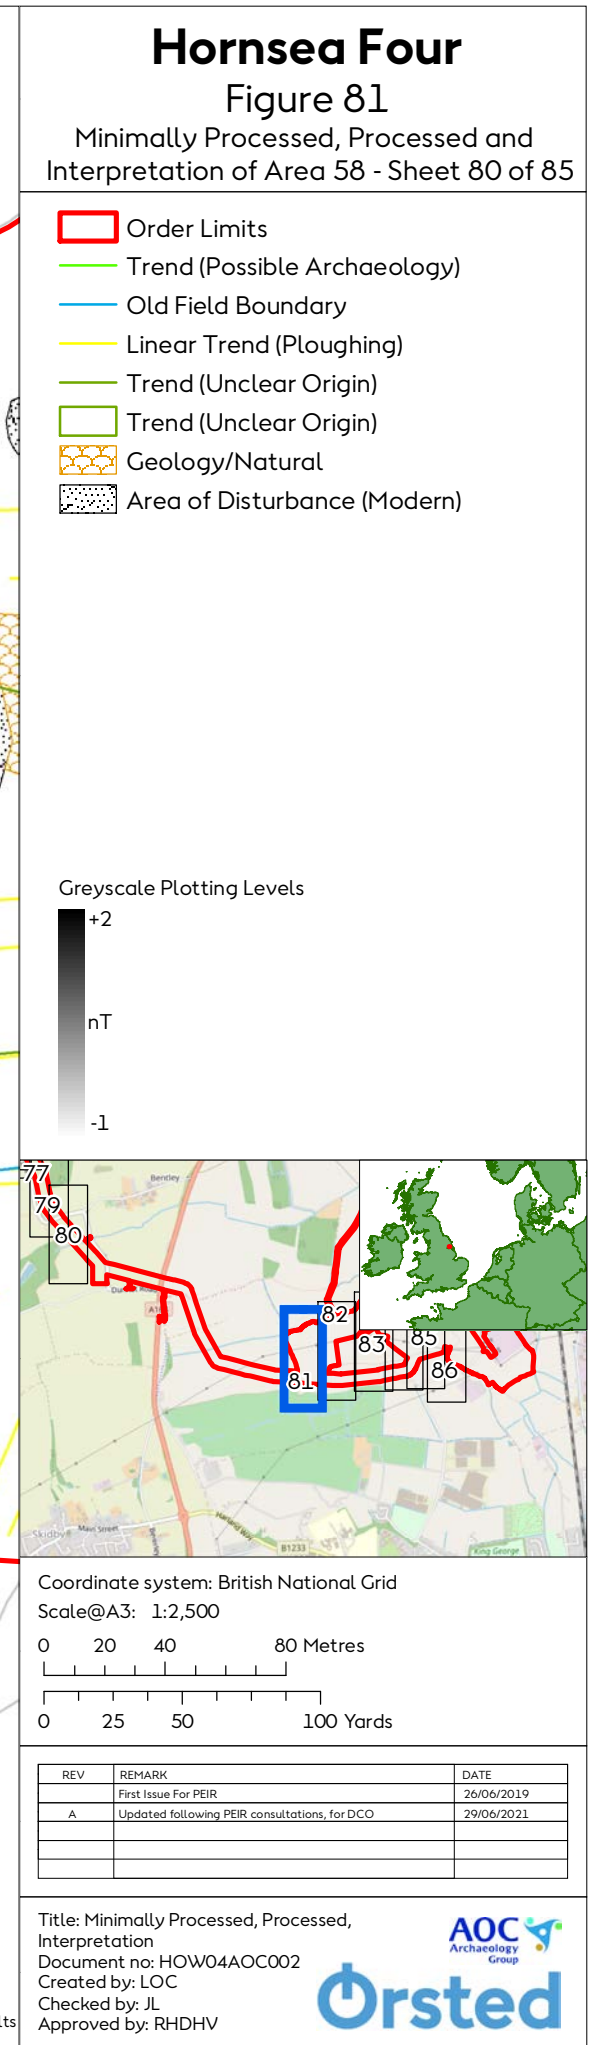 Hornsea Four
Figure 81
Minimally Processed, Processed and
Interpretation of Area 58 - Sheet 80 of 85
Order Limits
Trend (Possible Archaeology)
Old Field Boundary
Linear Trend (Ploughing)
Trend (Unclear Origin)
Trend (Unclear Origin)
Geology/Natural
Area of Disturbance (Modern)
Greyscale Plotting Levels
+2
nT
-1
77
79
80
Bentley
82
83
85
86
81
Skidby
Main Street
Harland Way
B1233
King George
Coordinate system: British National Grid
Scale@A3: 1:2,500
0 20 40 80 Metres
0 25 50 100 Yards
REV REMARK DATE
First Issue For PEIR 26/06/2019
A Updated following PEIR consultations, for DCO 29/06/2021
Title: Minimally Processed, Processed,
Interpretation
Document no: HOW04AOC002
Created by: LOC
Checked by: JL
Approved by: RHDHV
AOC
Archaeology
Group
Ørsted